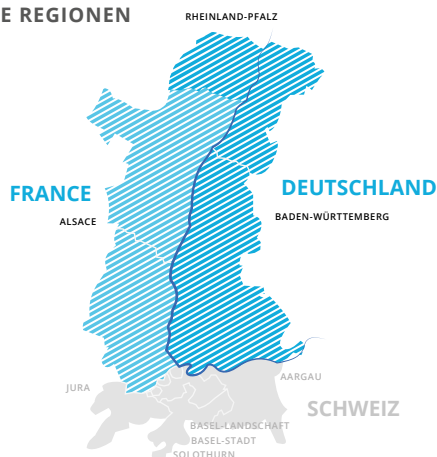 E REGIONEN
RHEINLAND-PFALZ
FRANCE
DEUTSCHLAND
ALSACE
BADEN-WÜRTTEMBERG
AARGAU
JURA
SCHWEIZ
BASEL-LANDSCHAFT
BASEL-STADT
SOLOTHURN